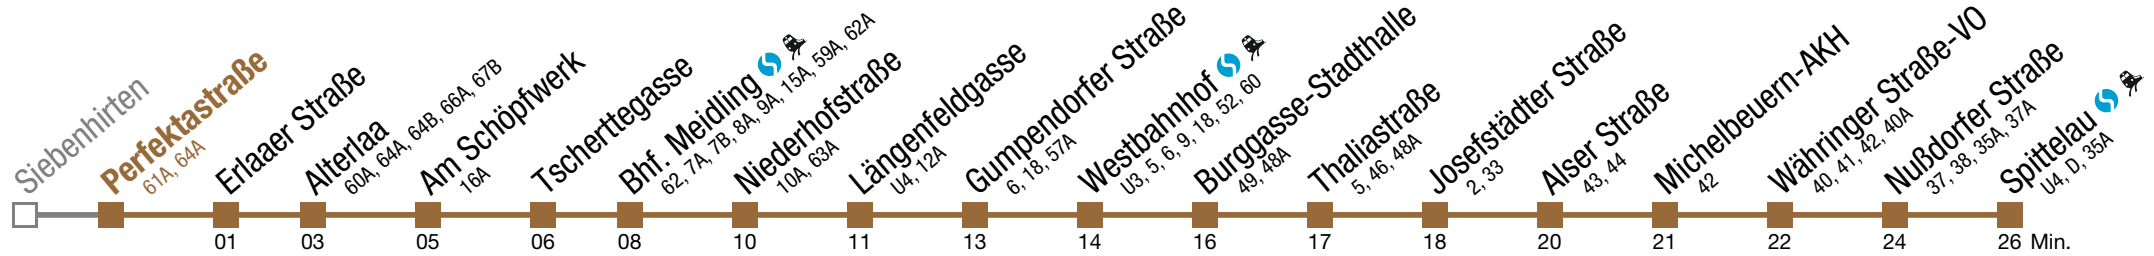 Siebenhirten
Perfektastraße
61A, 64A
Erlaaer Straße
Alterlaa
60A, 64A, 64B, 66A, 67B
Am Schöpfwerk
16A
Tscherttegasse
Bhf. Meidling
62, 7A, 7B, 8A, 9A, 15A, 59A, 62A
Niederhofstraße
10A, 63A
Längenfeldgasse
U4, 12A
Gumpendorfer Straße
6, 18, 57A
Westbahnhof
U3, 5, 6, 9, 18, 52, 60
Burggasse-Stadthalle
49, 48A
Thaliastraße
5, 46, 48A
Josefstädter Straße
2, 33
Alser Straße
43, 44
Michelbeuern-AKH
42
Währinger Straße-VO
40, 41, 42, 40A
Nußdorfer Straße
37, 38, 35A, 37A
Spittelau
U4, D, 35A
01 03 05 06 08 10 11 13 14 16 17 18 20 21 22 24 26 Min.